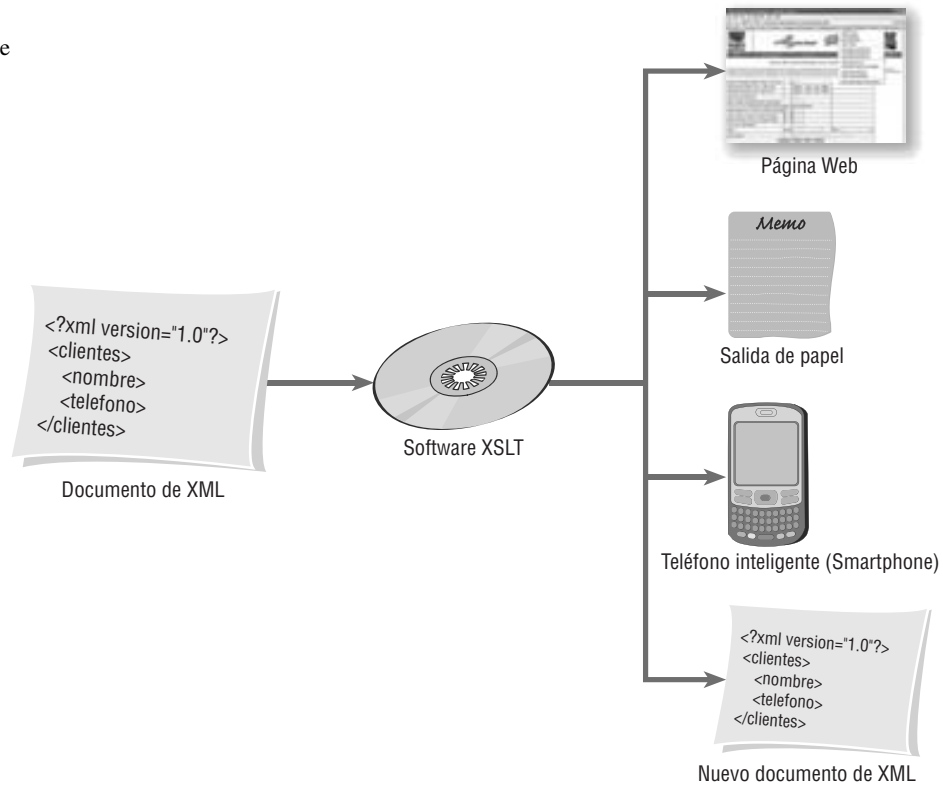 e
Página Web
Memo
Salida de papel
<?xml version="1.0"?>
<clientes>
<nombre>
<telefono>
</clientes>
Documento de XML
Software XSLT
Teléfono inteligente (Smartphone)
<?xml version="1.0"?>
<clientes>
<nombre>
<telefono>
</clientes>
Nuevo documento de XML